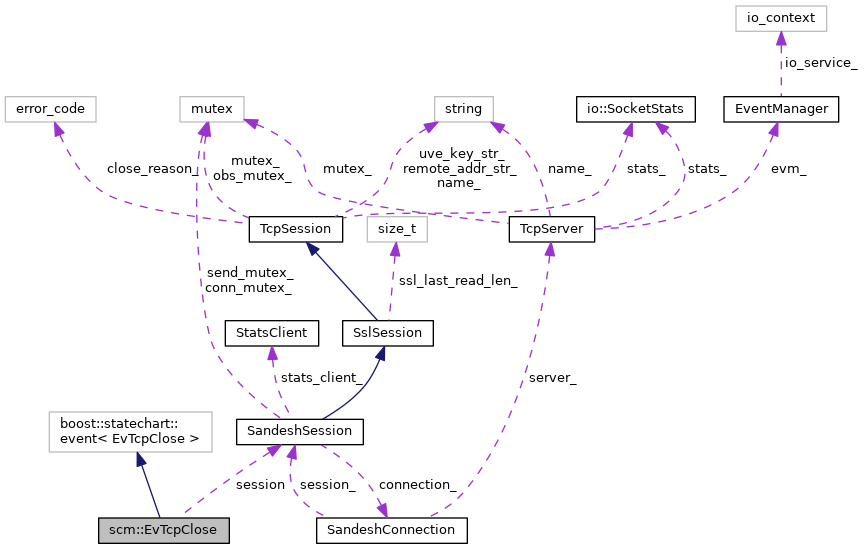 io_context
io_service_
error_code
mutex
string
io::SocketStats
EventManager
close_reason_
mutex_
obs_mutex_
mutex_
uve_key_str_
remote_addr_str_
name_
name_
stats_
stats_
evm_
TcpSession
size_t
TcpServer
send_mutex_
conn_mutex_
ssl_last_read_len_
StatsClient
SslSession
stats_client_
server_
boost::statechart::
event< EvTcpClose >
SandeshSession
session
session_
connection_
scm::EvTcpClose
SandeshConnection